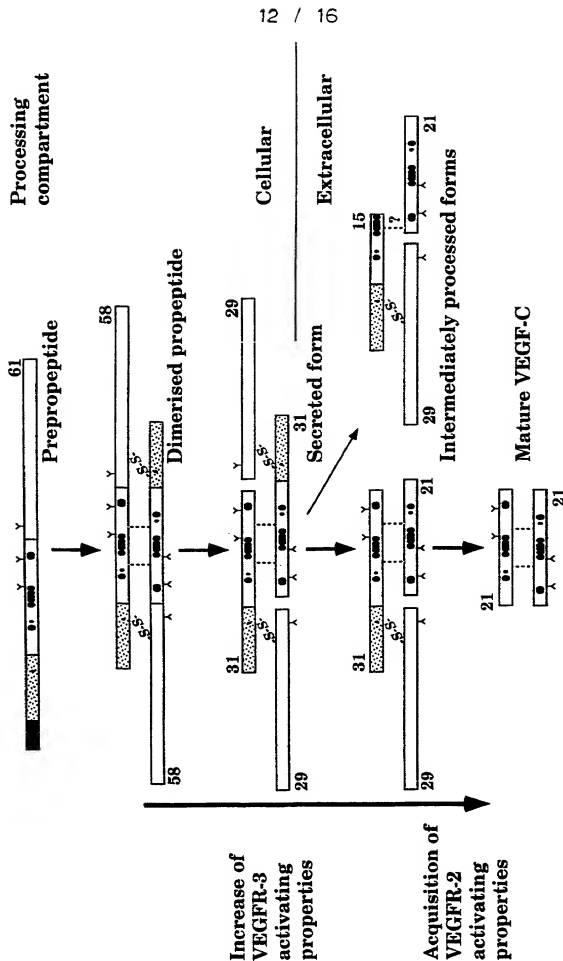 12 / 16
Processing
compartment
61
Prepropeptide
58
Dimerised propeptide
-S-S-
-S-S-
58
Cellular
Extracellular
29
31
-S-S-
-S-S-
31
Secreted form
29
15
?
21
-S-S-
29
Intermediately processed forms
31
-S-S-
21
29
21
Mature VEGF-C
21
Increase of
VEGFR-3
activating
properties
Acquisition of
VEGFR-2
activating
properties